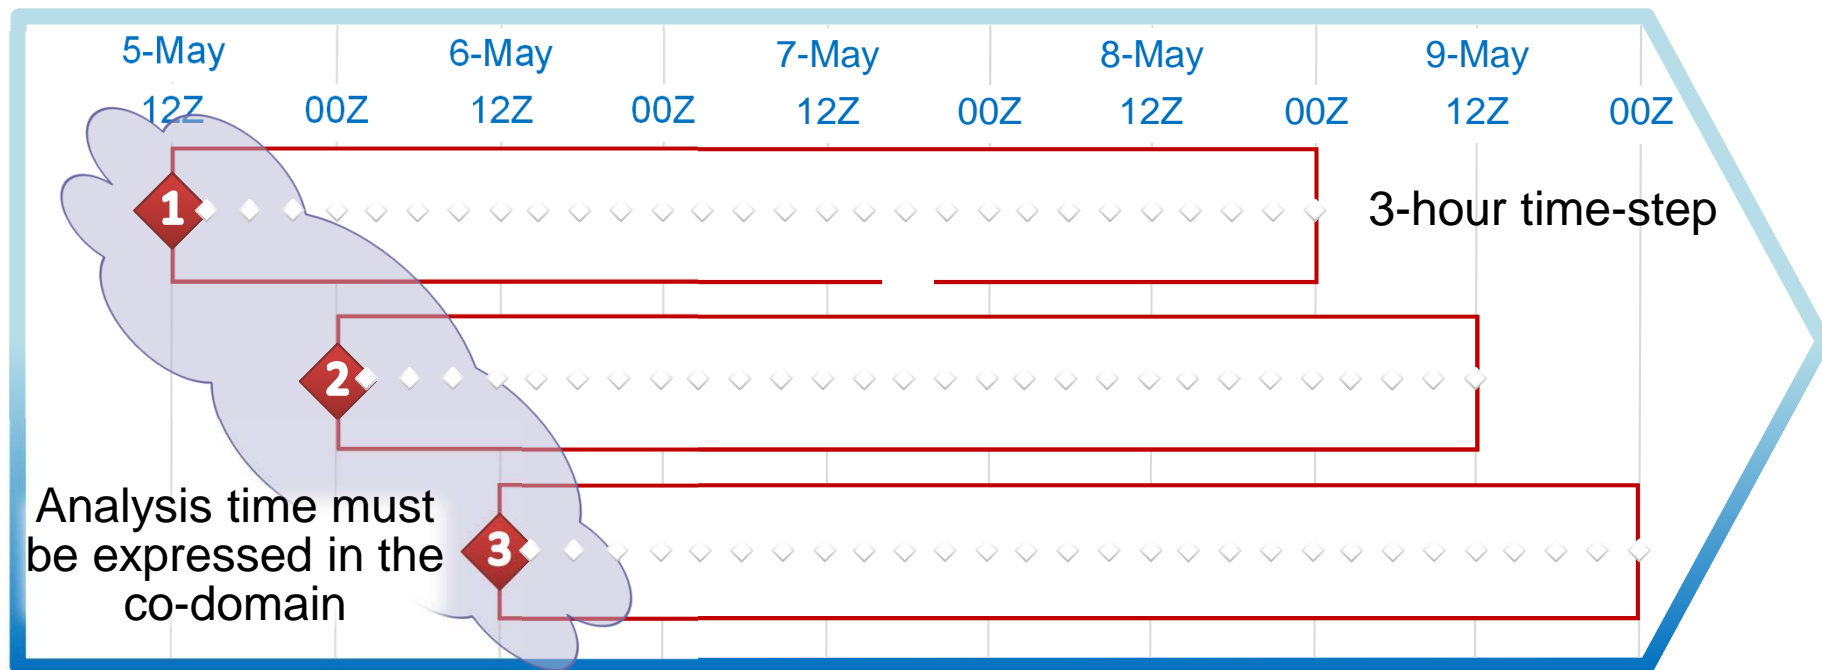 5-May 6-May 7-May 8-May 9-May
12Z 00Z 12Z 00Z 12Z 00Z 12Z 00Z 12Z 00Z
1
3-hour time-step
2
Analysis time must
be expressed in the
co-domain
3